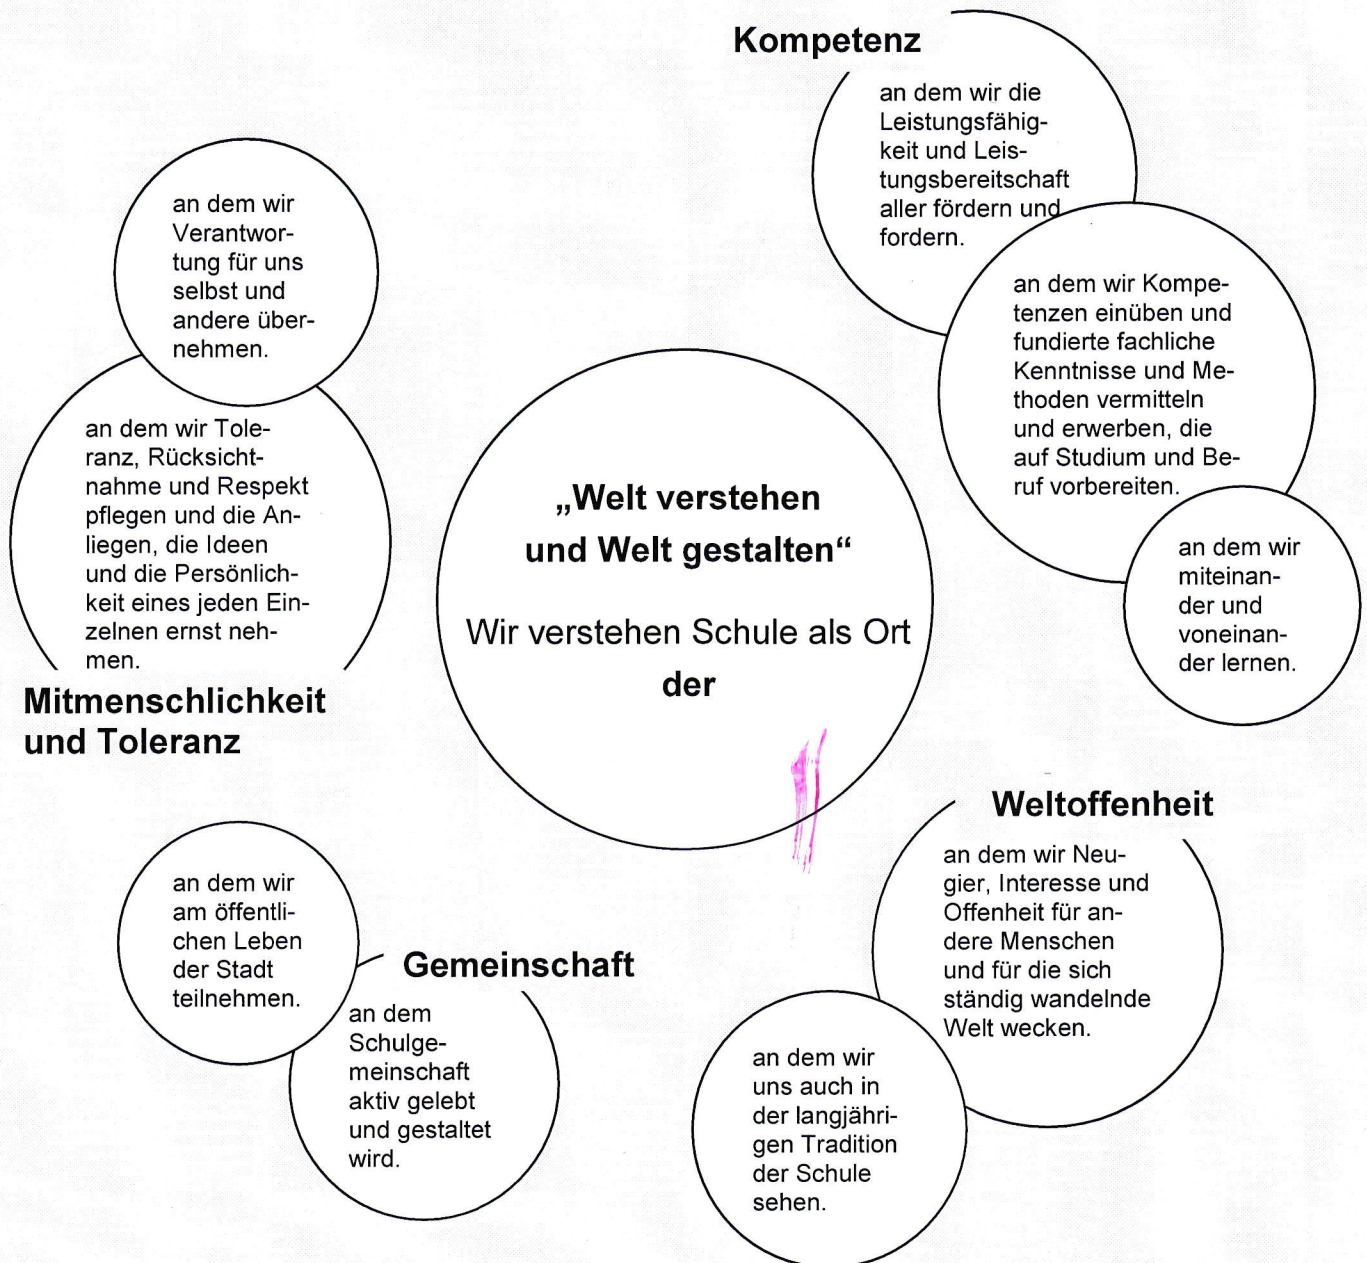 Kompetenz
an dem wir die
Leistungsfähig-
keit und Leis-
tungsbereitschaft
aller fördern und
fordern.
an dem wir Kompe-
tenzen einüben und
fundierte fachliche
Kenntnisse und Me-
thoden vermitteln
und erwerben, die
auf Studium und Be-
ruf vorbereiten.
an dem wir
miteinan-
der und
voneinan-
der lernen.
an dem wir
Verantwor-
tung für uns
selbst und
andere über-
nehmen.
an dem wir Tole-
ranz, Rücksicht-
nahme und Respekt
pflegen und die An-
liegen, die Ideen
und die Persönlich-
keit eines jeden Ein-
zelnen ernst neh-
men.
Mitmenschlichkeit
und Toleranz
„Welt verstehen
und Welt gestalten“
Wir verstehen Schule als Ort
der
Weltoffenheit
an dem wir Neu-
gier, Interesse und
Offenheit für an-
dere Menschen
und für die sich
ständig wandelnde
Welt wecken.
an dem wir
uns auch in
der langjähri-
gen Tradition
der Schule
sehen.
an dem wir
am öffentli-
chen Leben
der Stadt
teilnehmen.
Gemeinschaft
an dem
Schulge-
meinschaft
aktiv gelebt
und gestaltet
wird.